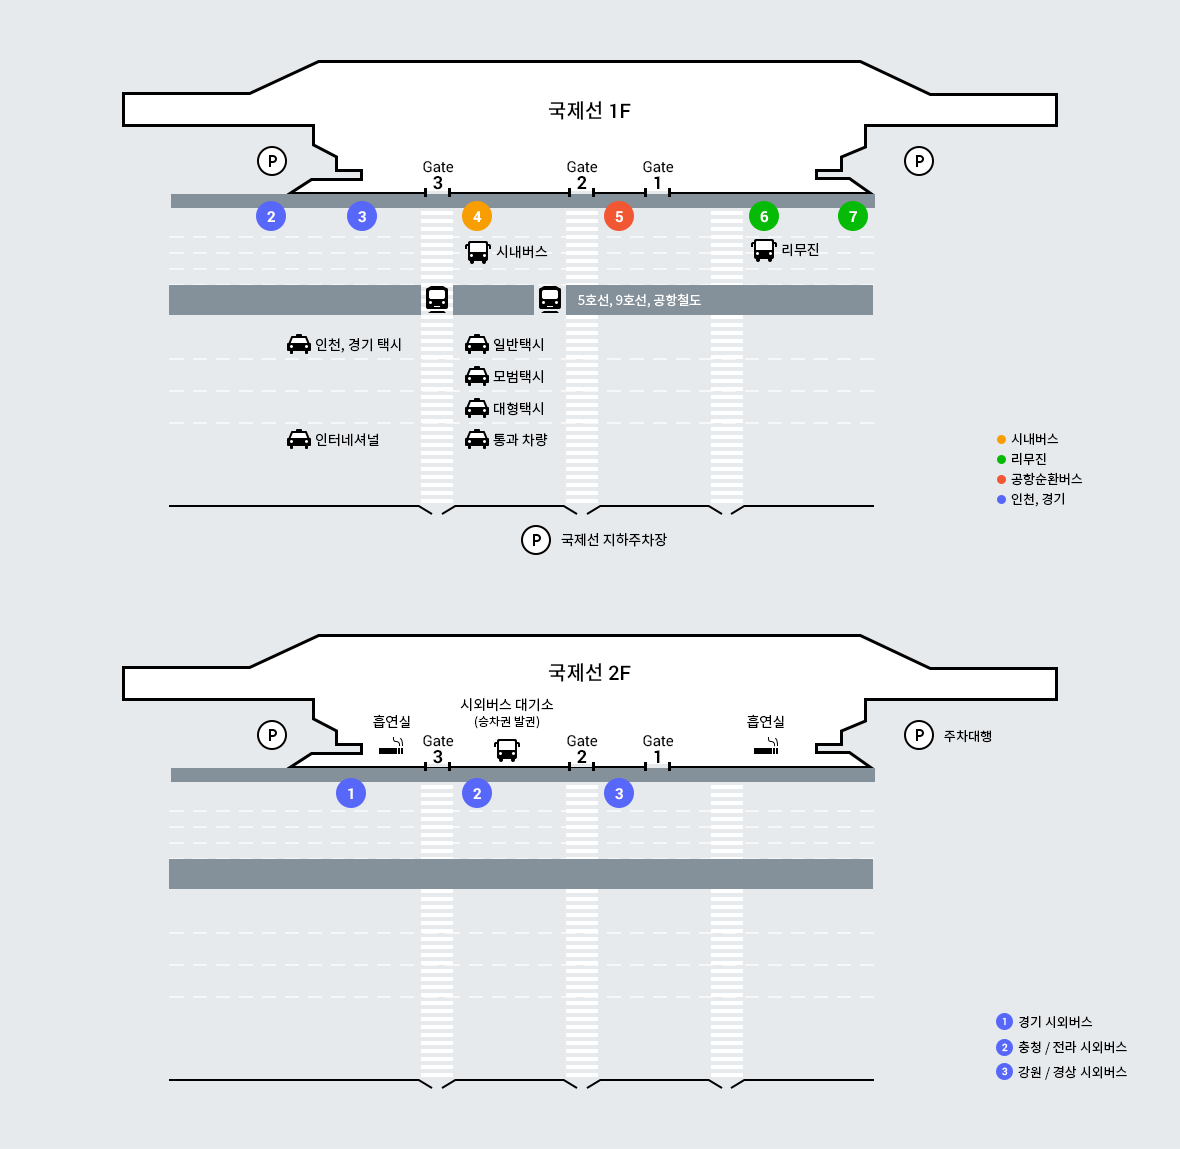 국제선 1F
P
P
Gate
3
Gate
2
Gate
1
2
3
4
5
6
7
시내버스
리무진
5호선, 9호선, 공항철도
인천, 경기 택시
일반택시
모범택시
대형택시
인터네셔널
통과 차량
시내버스
리무진
공항순환버스
인천, 경기
P
국제선 지하주차장
국제선 2F
시외버스 대기소
(승차권 발권)
흡연실
흡연실
P
P
주차대행
Gate
3
Gate
2
Gate
1
1
2
3
1 경기 시외버스
2 충청 / 전라 시외버스
3 강원 / 경상 시외버스